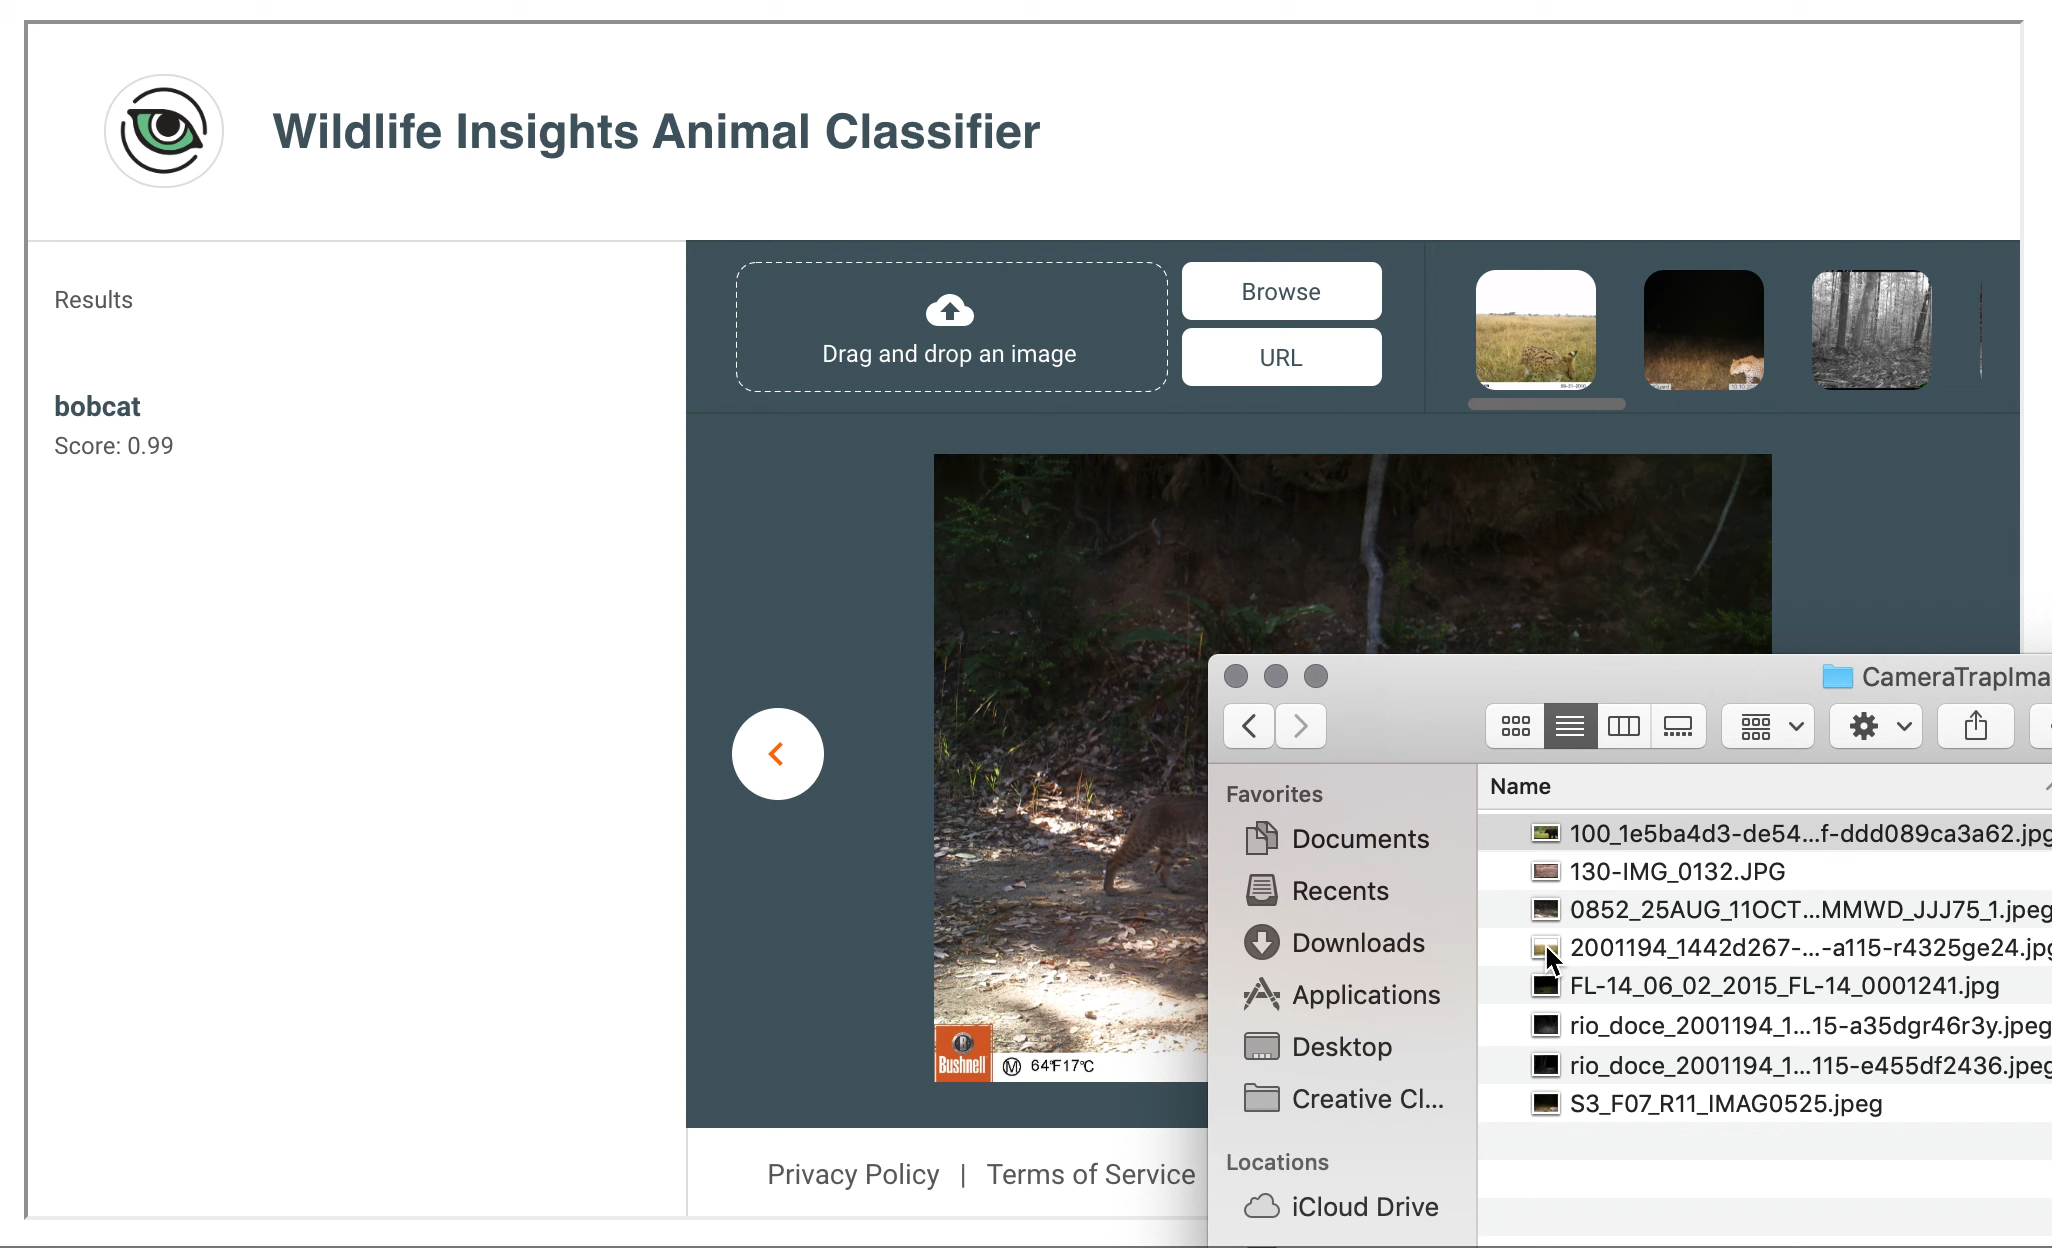 Wildlife Insights Animal Classifier
Results
bobcat
Score: 0.99
Drag and drop an image
Browse
URL
Bushnell
M 64°F17°C
Privacy Policy | Terms of Service
CameraTrapIma
Favorites
Documents
Recents
Downloads
Applications
Desktop
Creative Cl...
Locations
iCloud Drive
Name
100_1e5ba4d3-de54...f-ddd089ca3a62.jpg
130-IMG_0132.JPG
0852_25AUG_11OCT...MMWD_JJJ75_1.jpeg
2001194_1442d267-...-a115-r4325ge24.jpg
FL-14_06_02_2015_FL-14_0001241.jpg
rio_doce_2001194_1...15-a35dgr46r3y.jpeg
rio_doce_2001194_1...115-e455df2436.jpeg
S3_F07_R11_IMAG0525.jpeg